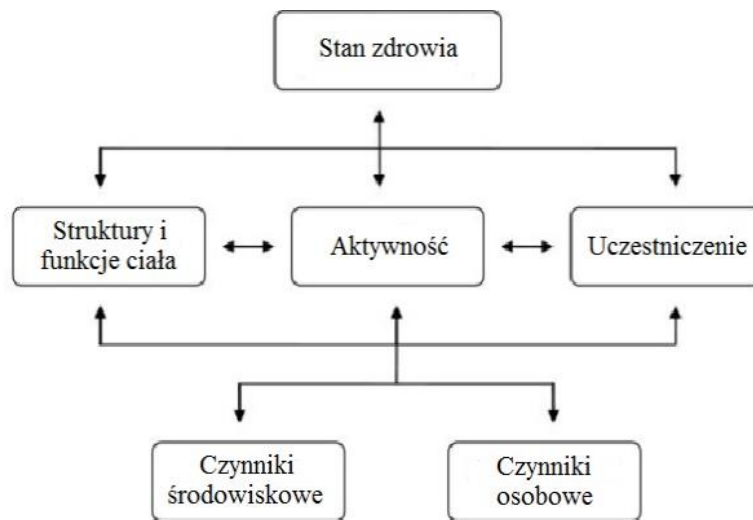 Stan zdrowia
Struktury i
funkcje ciała
Aktywność
Uczestniczenie
Czynniki
środowiskowe
Czynniki
osobowe